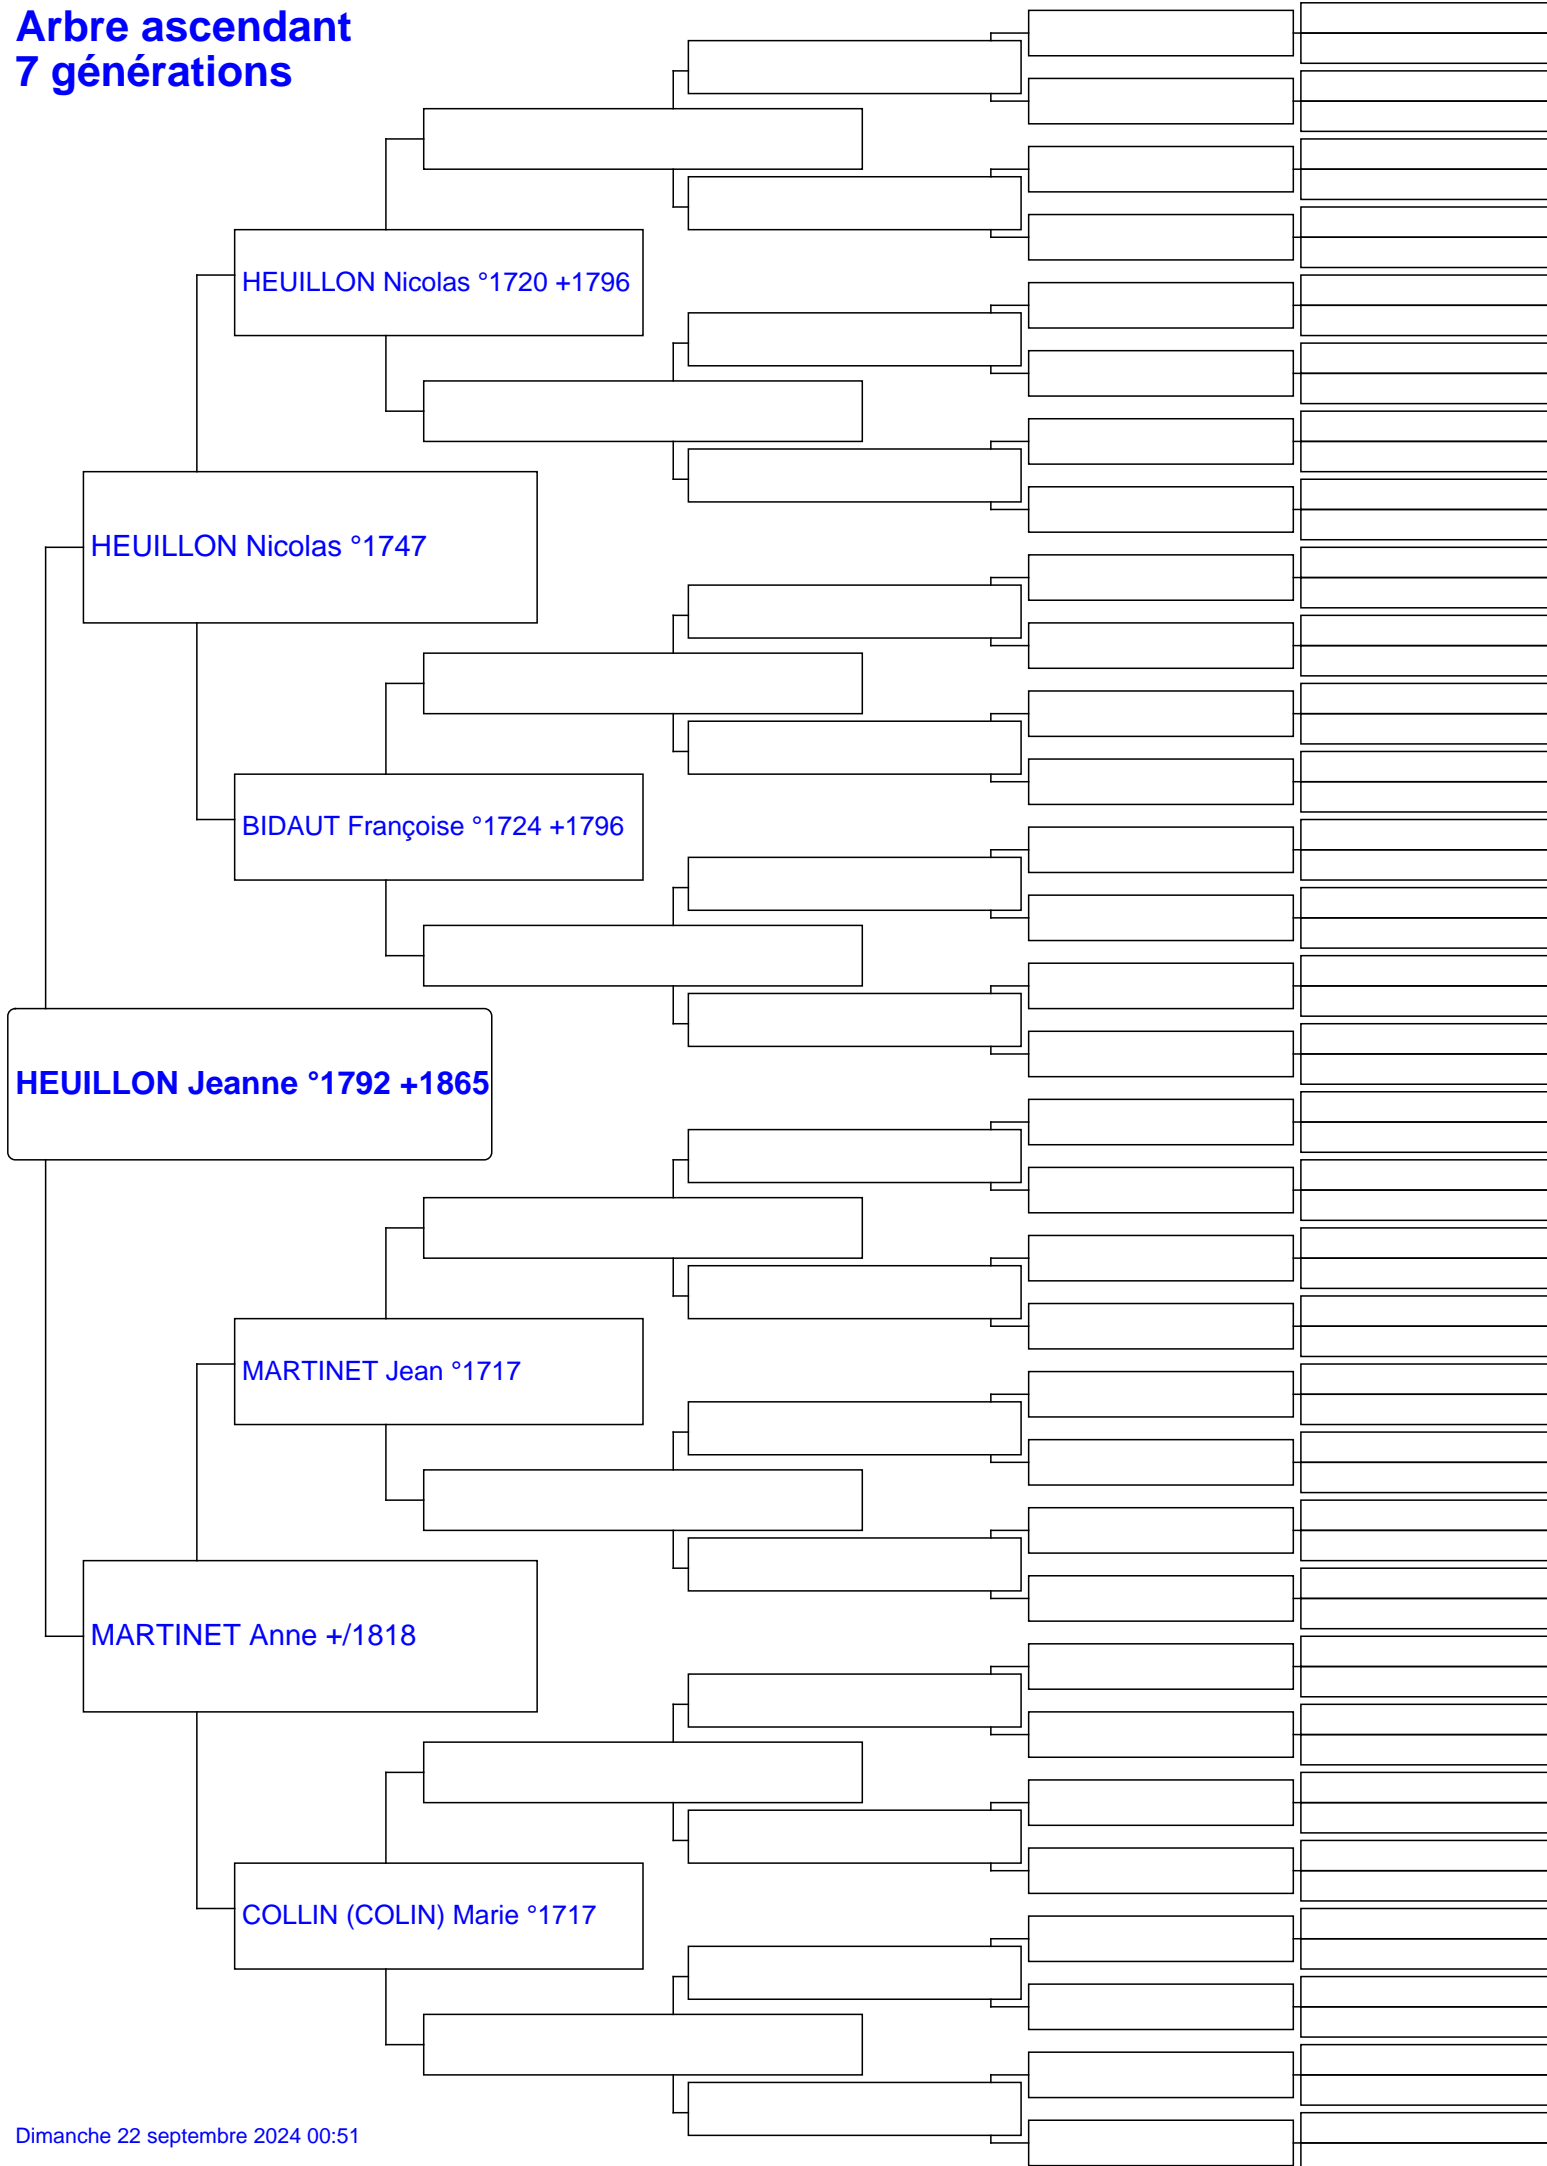 Arbre ascendant
7 générations
HEUILLON Nicolas °1720 +1796
HEUILLON Nicolas °1747
BIDAUT Françoise °1724 +1796
HEUILLON Jeanne °1792 +1865
MARTINET Jean °1717
MARTINET Anne +/1818
COLLIN (COLIN) Marie °1717
Dimanche 22 septembre 2024 00:51